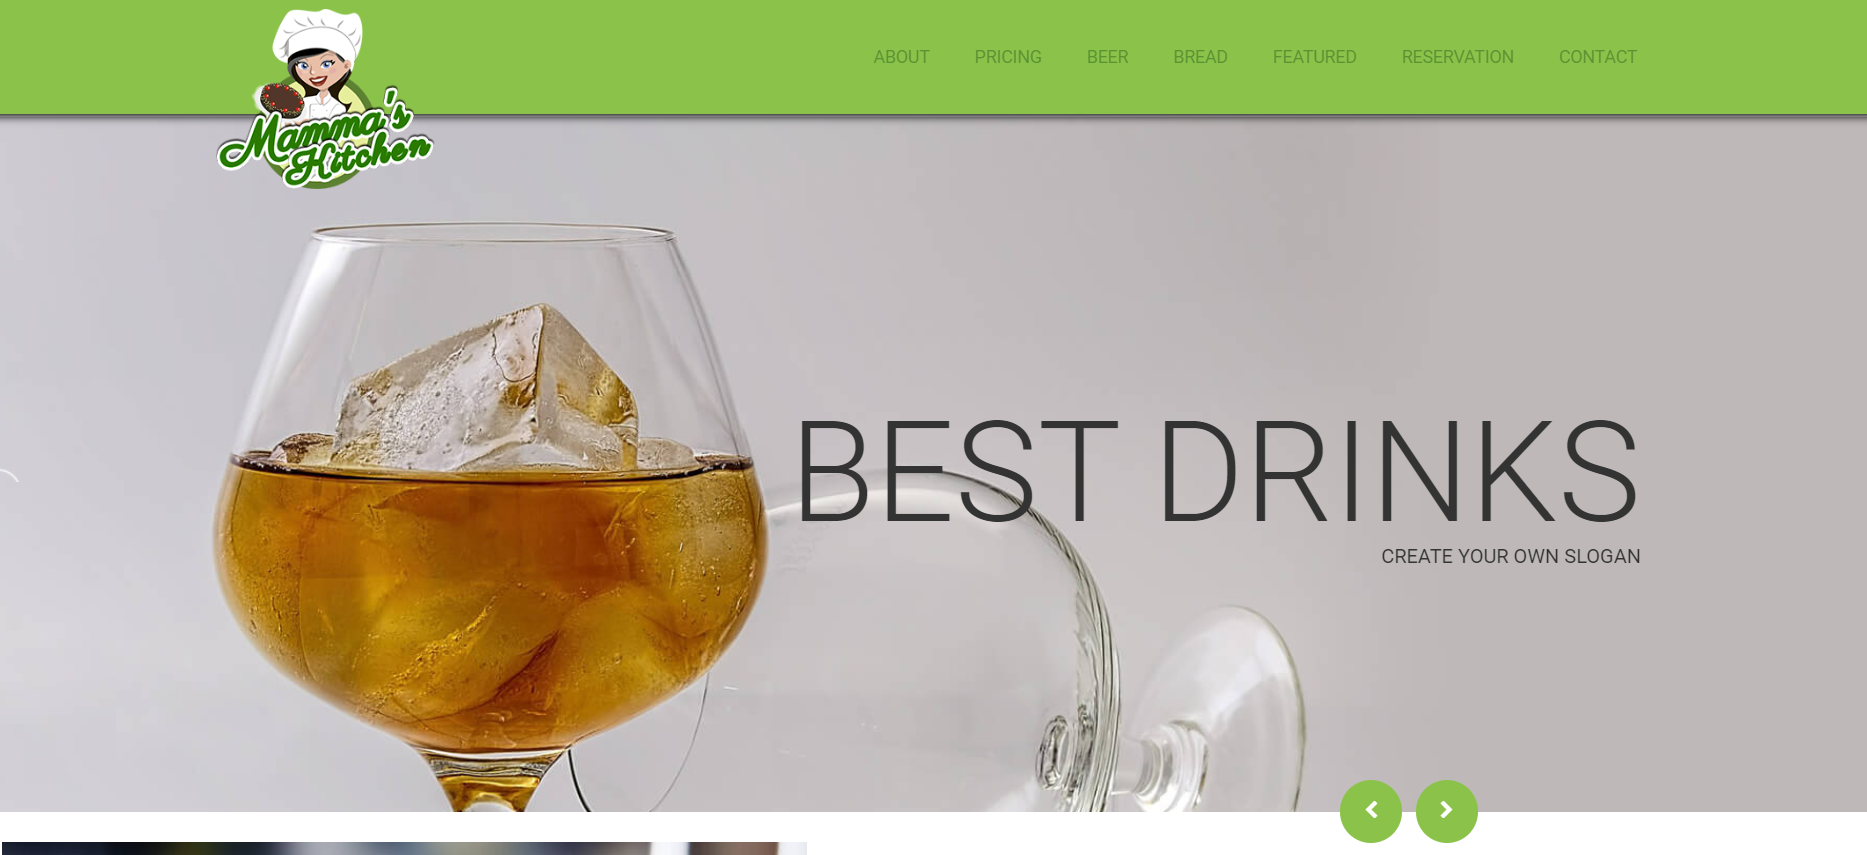 Mamma's
Kitchen
ABOUT PRICING BEER BREAD FEATURED RESERVATION CONTACT
BEST DRINKS
CREATE YOUR OWN SLOGAN